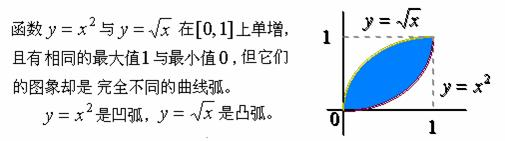 函数 y = x² 与 y = √x 在 [0, 1] 上单增,
且有相同的最大值 1 与最小值 0 , 但它们
的图象却是 完全不同的曲线弧。
y = x² 是凹弧, y = √x 是凸弧。
y = √x
1
y = x²
0
1